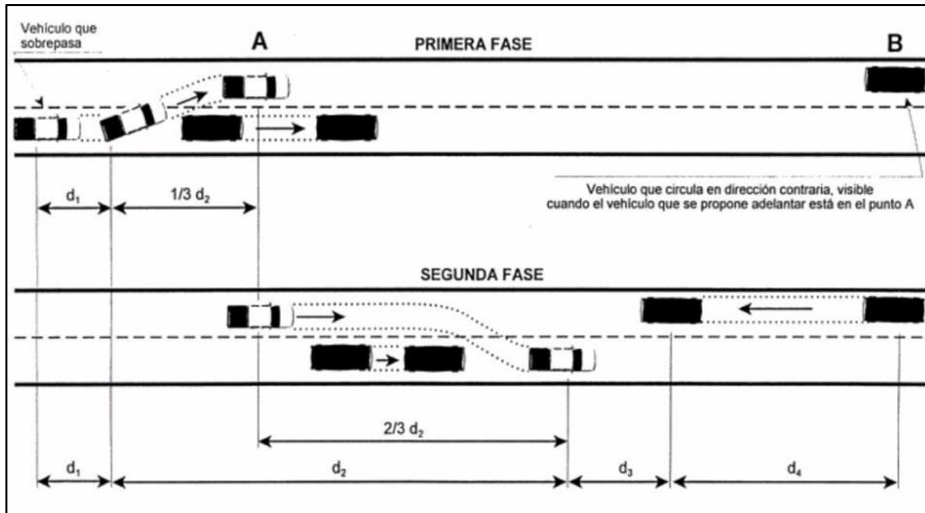 Vehículo que
sobrepasa
A
PRIMERA FASE
B
Vehículo que circula en dirección contraria, visible
cuando el vehículo que se propone adelantar está en el punto A
d₁
1/3 d₂
SEGUNDA FASE
2/3 d₂
d₁
d₂
d₃
d₄